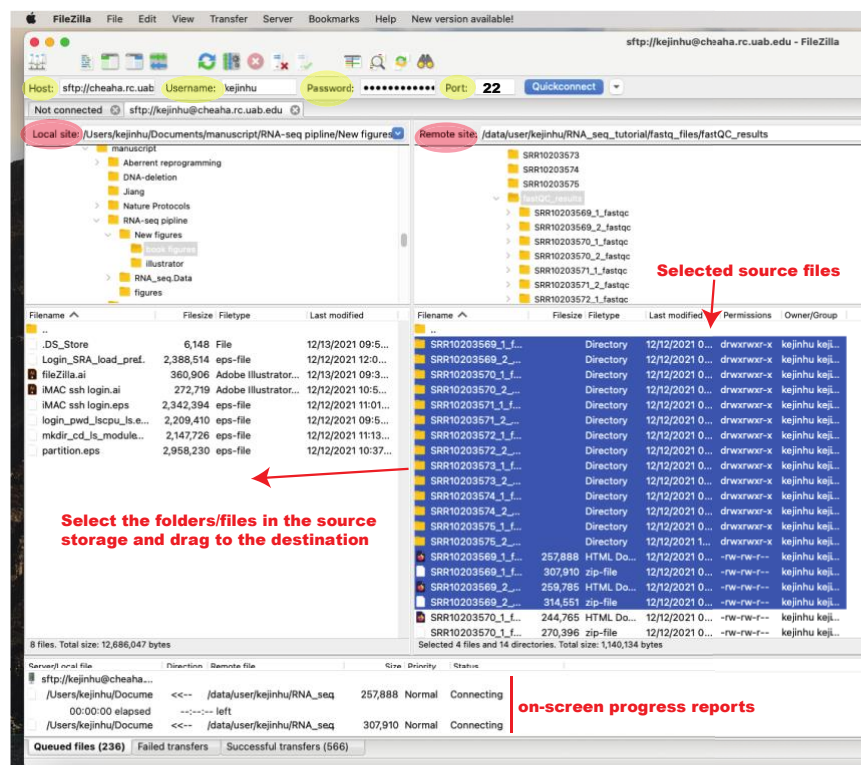 FileZilla File Edit View Transfer Server Bookmarks Help New version available!
sftp://kejinhu@cheaha.rc.uab.edu - FileZilla
Host: sftp://cheaha.rc.uab Username: kejinhu Password: •••••••••••• Port: 22 Quickconnect
Not connected sftp://kejinhu@cheaha.rc.uab.edu
Local site: /Users/kejinhu/Documents/manuscript/RNA-seq pipline/New figures
manuscript
Aberrent reprogramming
DNA-deletion
Jiang
Nature Protocols
RNA-seq pipline
New figures
book figures
illustrator
RNA_seq.Data
figures
Remote site: /data/user/kejinhu/RNA_seq_tutorial/fastq_files/fastQC_results
SRR10203573
SRR10203574
SRR10203575
fastQC_results
SRR10203569_1_fastqc
SRR10203569_2_fastqc
SRR10203570_1_fastqc
SRR10203570_2_fastqc
SRR10203571_1_fastqc
SRR10203571_2_fastqc
SRR10203572_1_fastqc
Selected source files
Filename Filesize Filetype Last modified
..
.DS_Store 6,148 File 12/13/2021 09:5...
Login_SRA_load_pref. 2,388,514 eps-file 12/12/2021 12:0...
fileZilla.ai 360,906 Adobe Illustrator... 12/13/2021 09:3...
iMAC ssh login.ai 272,719 Adobe Illustrator... 12/12/2021 10:5...
iMAC ssh login.eps 2,342,394 eps-file 12/12/2021 11:01...
login_pwd_lscpu_ls.e... 2,209,410 eps-file 12/12/2021 09:5...
mkdir_cd_ls_module... 2,147,726 eps-file 12/12/2021 11:13...
partition.eps 2,958,230 eps-file 12/12/2021 10:37...
Select the folders/files in the source
storage and drag to the destination
8 files. Total size: 12,686,047 bytes
Filename Filesize Filetype Last modified Permissions Owner/Group
..
SRR10203569_1_f... Directory 12/12/2021 0... drwxrwxr-x kejinhu keji...
SRR10203569_2_... Directory 12/12/2021 0... drwxrwxr-x kejinhu keji...
SRR10203570_1_f... Directory 12/12/2021 0... drwxrwxr-x kejinhu keji...
SRR10203570_2_... Directory 12/12/2021 0... drwxrwxr-x kejinhu keji...
SRR10203571_1_f... Directory 12/12/2021 0... drwxrwxr-x kejinhu keji...
SRR10203571_2_... Directory 12/12/2021 0... drwxrwxr-x kejinhu keji...
SRR10203572_1_f... Directory 12/12/2021 0... drwxrwxr-x kejinhu keji...
SRR10203572_2_... Directory 12/12/2021 0... drwxrwxr-x kejinhu keji...
SRR10203573_1_f... Directory 12/12/2021 0... drwxrwxr-x kejinhu keji...
SRR10203573_2_... Directory 12/12/2021 0... drwxrwxr-x kejinhu keji...
SRR10203574_1_f... Directory 12/12/2021 0... drwxrwxr-x kejinhu keji...
SRR10203574_2_... Directory 12/12/2021 0... drwxrwxr-x kejinhu keji...
SRR10203575_1_f... Directory 12/12/2021 0... drwxrwxr-x kejinhu keji...
SRR10203575_2_... Directory 12/12/2021 1... drwxrwxr-x kejinhu keji...
SRR10203569_1_f... 257,888 HTML Do... 12/12/2021 0... -rw-rw-r-- kejinhu keji...
SRR10203569_1_f... 307,910 zip-file 12/12/2021 0... -rw-rw-r-- kejinhu keji...
SRR10203569_2_... 259,785 HTML Do... 12/12/2021 0... -rw-rw-r-- kejinhu keji...
SRR10203569_2_... 314,551 zip-file 12/12/2021 0... -rw-rw-r-- kejinhu keji...
SRR10203570_1_f... 244,765 HTML Do... 12/12/2021 0... -rw-rw-r-- kejinhu keji...
SRR10203570_1_f... 270,396 zip-file 12/12/2021 0... -rw-rw-r-- kejinhu keji...
Selected 4 files and 14 directories. Total size: 1,140,134 bytes
Server/Local file Direction Remote file Size Priority Status
sftp://kejinhu@cheaha....
/Users/kejinhu/Docume <<-- /data/user/kejinhu/RNA_seq 257,888 Normal Connecting
00:00:00 elapsed --:--:-- left
/Users/kejinhu/Docume <<-- /data/user/kejinhu/RNA_seq 307,910 Normal Connecting
on-screen progress reports
Queued files (236) Failed transfers Successful transfers (566)